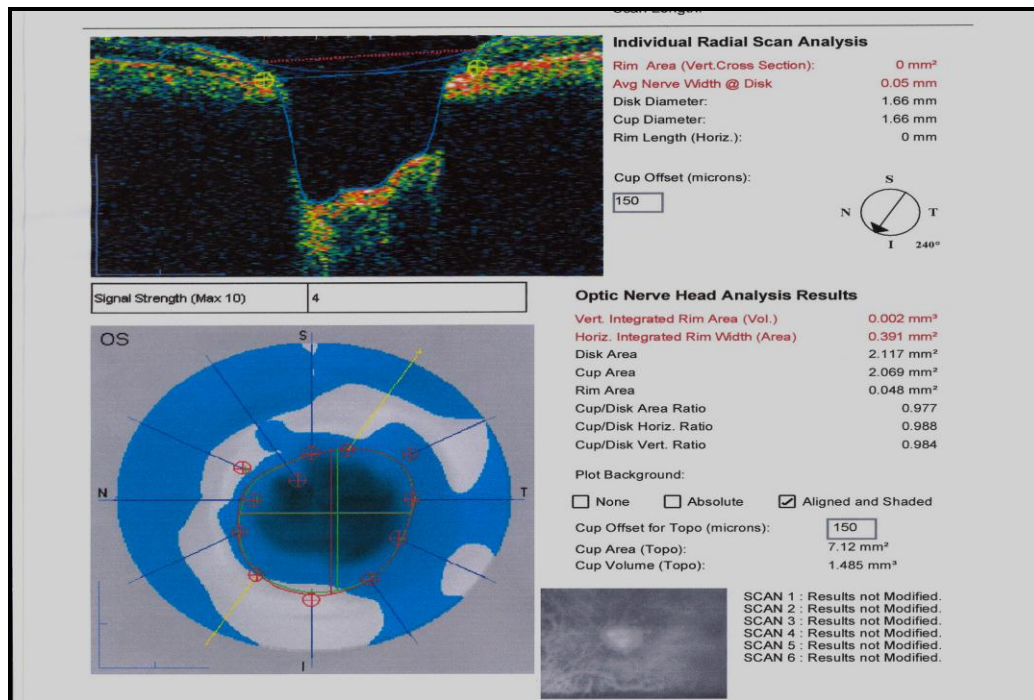 Individual Radial Scan Analysis
Rim Area (Vert.Cross Section): 0 mm²
Avg Nerve Width @ Disk 0.05 mm
Disk Diameter: 1.66 mm
Cup Diameter: 1.66 mm
Rim Length (Horiz.): 0 mm
Cup Offset (microns):
150
S
N T
I 240°
Signal Strength (Max 10) 4
OS
S
N T
I
Optic Nerve Head Analysis Results
Vert. Integrated Rim Area (Vol.) 0.002 mm³
Horiz. Integrated Rim Width (Area) 0.391 mm²
Disk Area 2.117 mm²
Cup Area 2.069 mm²
Rim Area 0.048 mm²
Cup/Disk Area Ratio 0.977
Cup/Disk Horiz. Ratio 0.988
Cup/Disk Vert. Ratio 0.984
Plot Background:
None Absolute Aligned and Shaded
Cup Offset for Topo (microns): 150
Cup Area (Topo): 7.12 mm²
Cup Volume (Topo): 1.485 mm³
SCAN 1 : Results not Modified.
SCAN 2 : Results not Modified.
SCAN 3 : Results not Modified.
SCAN 4 : Results not Modified.
SCAN 5 : Results not Modified.
SCAN 6 : Results not Modified.